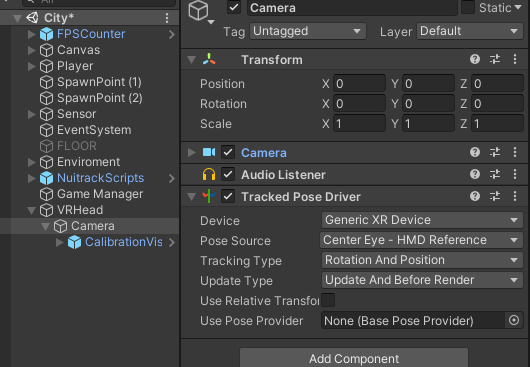 All
City*
FPSCounter
Canvas
Player
SpawnPoint (1)
SpawnPoint (2)
Sensor
EventSystem
FLOOR
Enviroment
NuitrackScripts
Game Manager
VRHead
Camera
CalibrationVis
Camera
Static
Tag Untagged Layer Default
Transform
Position X 0 Y 0 Z 0
Rotation X 0 Y 0 Z 0
Scale X 1 Y 1 Z 1
Camera
Audio Listener
Tracked Pose Driver
Device Generic XR Device
Pose Source Center Eye - HMD Reference
Tracking Type Rotation And Position
Update Type Update And Before Render
Use Relative Transfor
Use Pose Provider None (Base Pose Provider)
Add Component